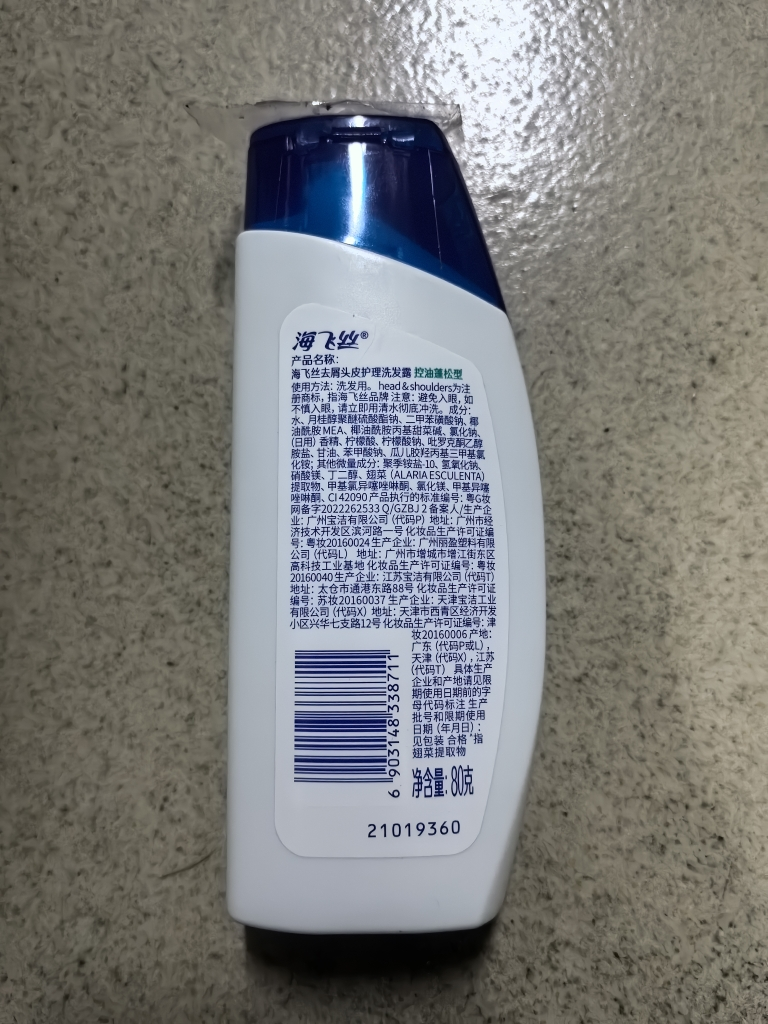 海飞丝®
产品名称:
海飞丝去屑头皮护理洗发露 控油蓬松型
使用方法: 洗发用。 head&shoulders为注
册商标, 指海飞丝品牌 注意: 避免入眼, 如
不慎入眼, 请立即用清水彻底冲洗。 成分:
水、月桂醇聚醚硫酸酯钠、二甲苯磺酸钠、椰
油酰胺 MEA、椰油酰胺丙基甜菜碱、氯化钠、
(日用) 香精、柠檬酸、柠檬酸钠、吡罗克酮乙醇
胺盐、甘油、苯甲酸钠、瓜儿胶羟丙基三甲基氯
化铵; 其他微量成分: 聚季铵盐-10、氢氧化钠、
硝酸镁、丁二醇、翅菜 (ALARIA ESCULENTA)
提取物、甲基氯异噻唑啉酮、氯化镁、甲基异噻
唑啉酮、CI 42090 产品执行的标准编号: 粤G妆
网备字2022262533 Q/GZBJ 2 备案人/生产企
业: 广州宝洁有限公司 (代码P) 地址: 广州市经
济技术开发区滨河路一号 化妆品生产许可证编
号: 粤妆20160024 生产企业: 广州丽盈塑料有限
公司 (代码L) 地址: 广州市增城市增江街东区
高科技工业基地 化妆品生产许可证编号: 粤妆
20160040 生产企业: 江苏宝洁有限公司 (代码T)
地址: 太仓市通港东路88号 化妆品生产许可证
编号: 苏妆20160037 生产企业: 天津宝洁工业
有限公司 (代码X) 地址: 天津市西青区经济开发
小区兴华七支路12号 化妆品生产许可证编号: 津
妆20160006 产地:
广东 (代码P或L) ,
天津 (代码X) , 江苏
(代码T) 具体生产
企业和产地请见限
期使用日期前的字
母代码标注 生产
批号和限期使用
日期 (年月日) :
见包装 合格 *指
翅菜提取物
6 903148 338711
净含量: 80克
21019360